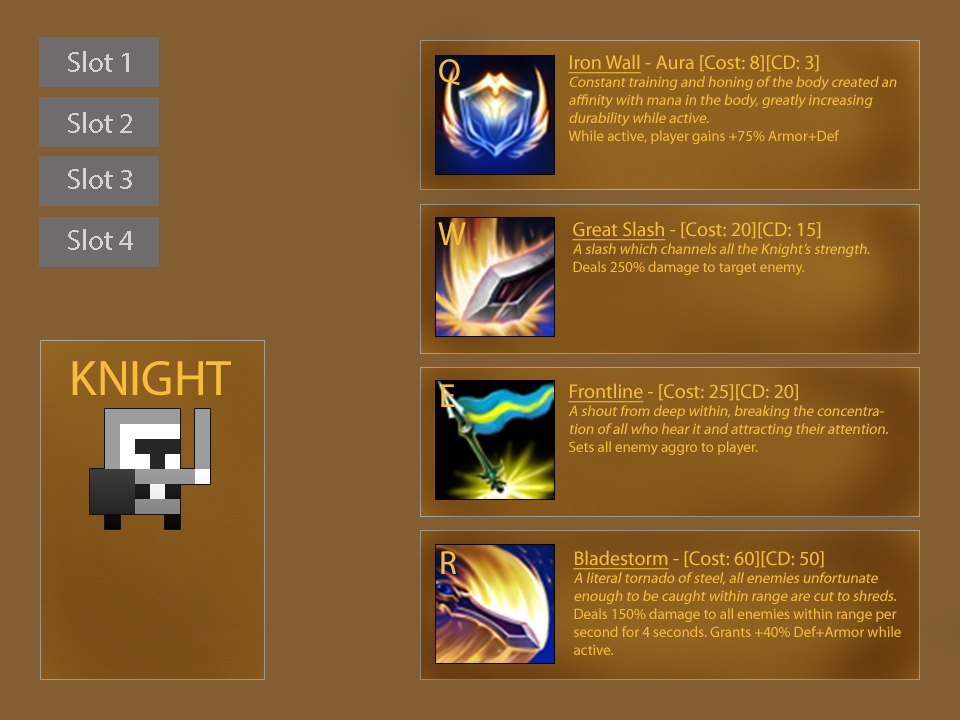 Slot 1
Slot 2
Slot 3
Slot 4
KNIGHT
Q
Iron Wall - Aura [Cost: 8][CD: 3]
Constant training and honing of the body created an
affinity with mana in the body, greatly increasing
durability while active.
While active, player gains +75% Armor+Def
W
Great Slash - [Cost: 20][CD: 15]
A slash which channels all the Knight's strength.
Deals 250% damage to target enemy.
E
Frontline - [Cost: 25][CD: 20]
A shout from deep within, breaking the concentra-
tion of all who hear it and attracting their attention.
Sets all enemy aggro to player.
R
Bladestorm - [Cost: 60][CD: 50]
A literal tornado of steel, all enemies unfortunate
enough to be caught within range are cut to shreds.
Deals 150% damage to all enemies within range per
second for 4 seconds. Grants +40% Def+Armor while
active.